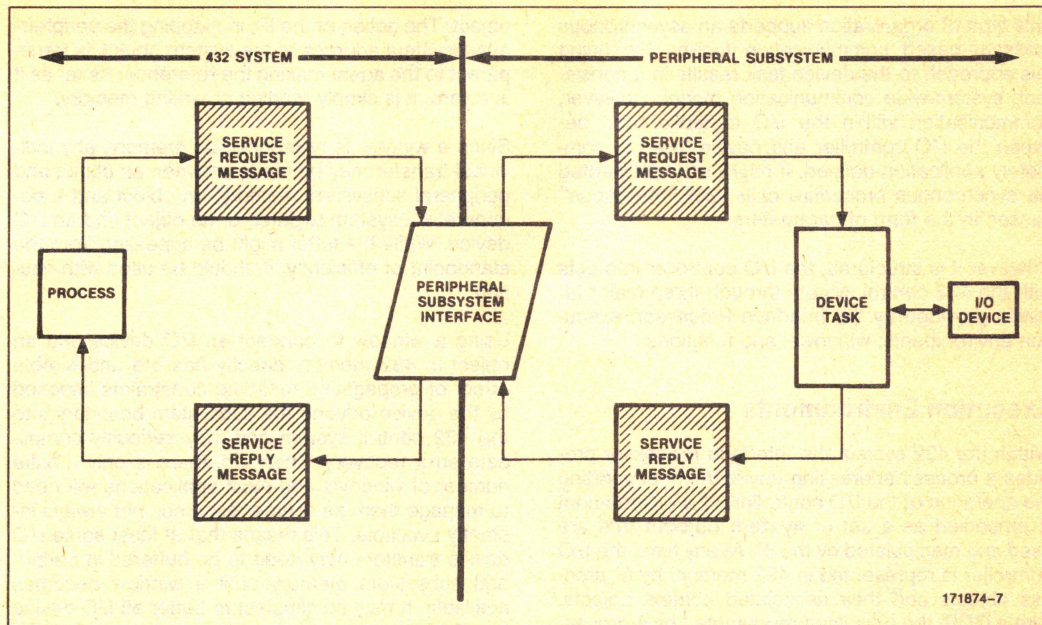 432 SYSTEM
PERIPHERAL SUBSYSTEM
SERVICE
REQUEST
MESSAGE
SERVICE
REQUEST
MESSAGE
PROCESS
PERIPHERAL
SUBSYSTEM
INTERFACE
DEVICE
TASK
I/O
DEVICE
SERVICE
REPLY
MESSAGE
SERVICE
REPLY
MESSAGE
171874–7